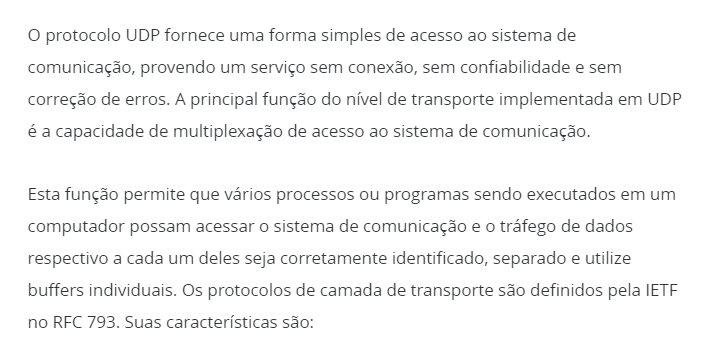 O protocolo UDP fornece uma forma simples de acesso ao sistema de
comunicação, provendo um serviço sem conexão, sem confiabilidade e sem
correção de erros. A principal função do nível de transporte implementada em UDP
é a capacidade de multiplexação de acesso ao sistema de comunicação.
Esta função permite que vários processos ou programas sendo executados em um
computador possam acessar o sistema de comunicação e o tráfego de dados
respectivo a cada um deles seja corretamente identificado, separado e utilize
buffers individuais. Os protocolos de camada de transporte são definidos pela IETF
no RFC 793. Suas características são: